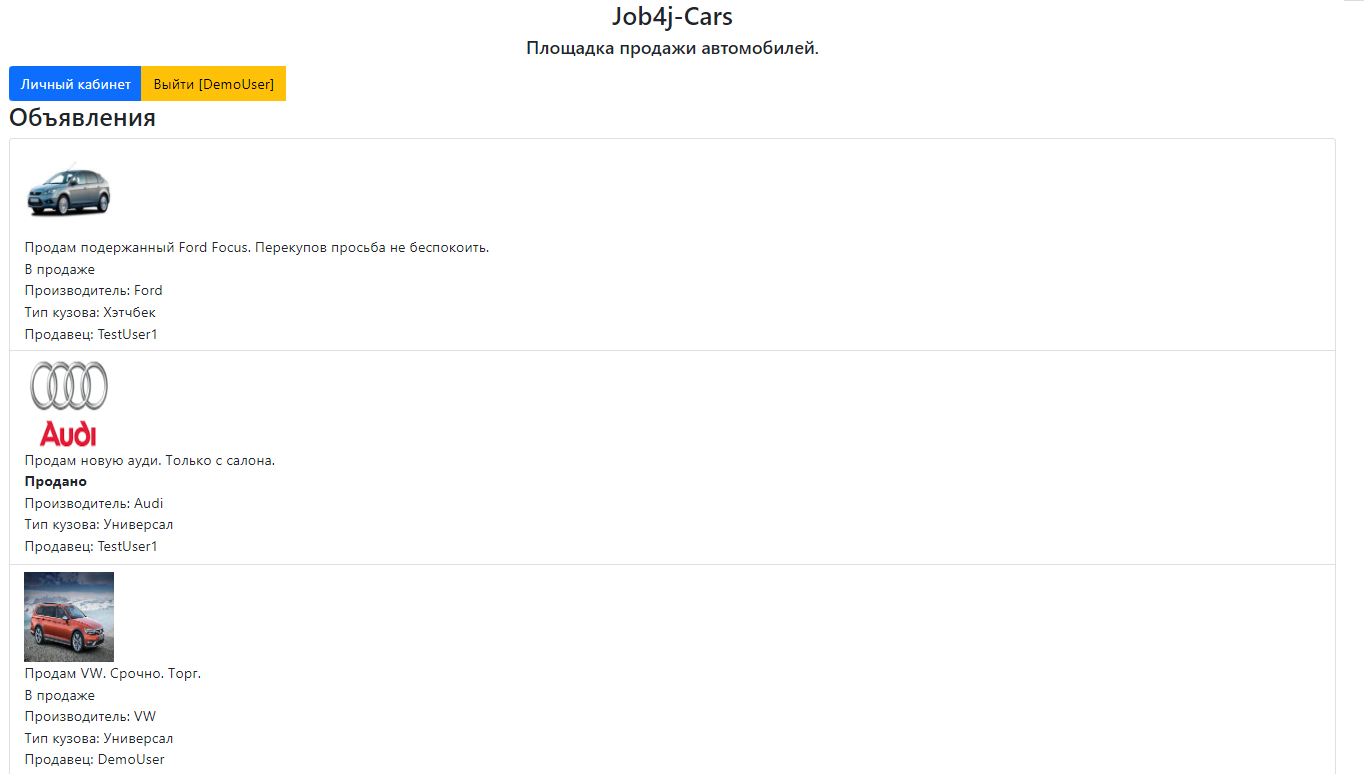 Job4j-Cars
Площадка продажи автомобилей.
Личный кабинет Выйти [DemoUser]
Объявления
Продам подержанный Ford Focus. Перекупов просьба не беспокоить.
В продаже
Производитель: Ford
Тип кузова: Хэтчбек
Продавец: TestUser1
Audi
Продам новую ауди. Только с салона.
Продано
Производитель: Audi
Тип кузова: Универсал
Продавец: TestUser1
Продам VW. Срочно. Торг.
В продаже
Производитель: VW
Тип кузова: Универсал
Продавец: DemoUser